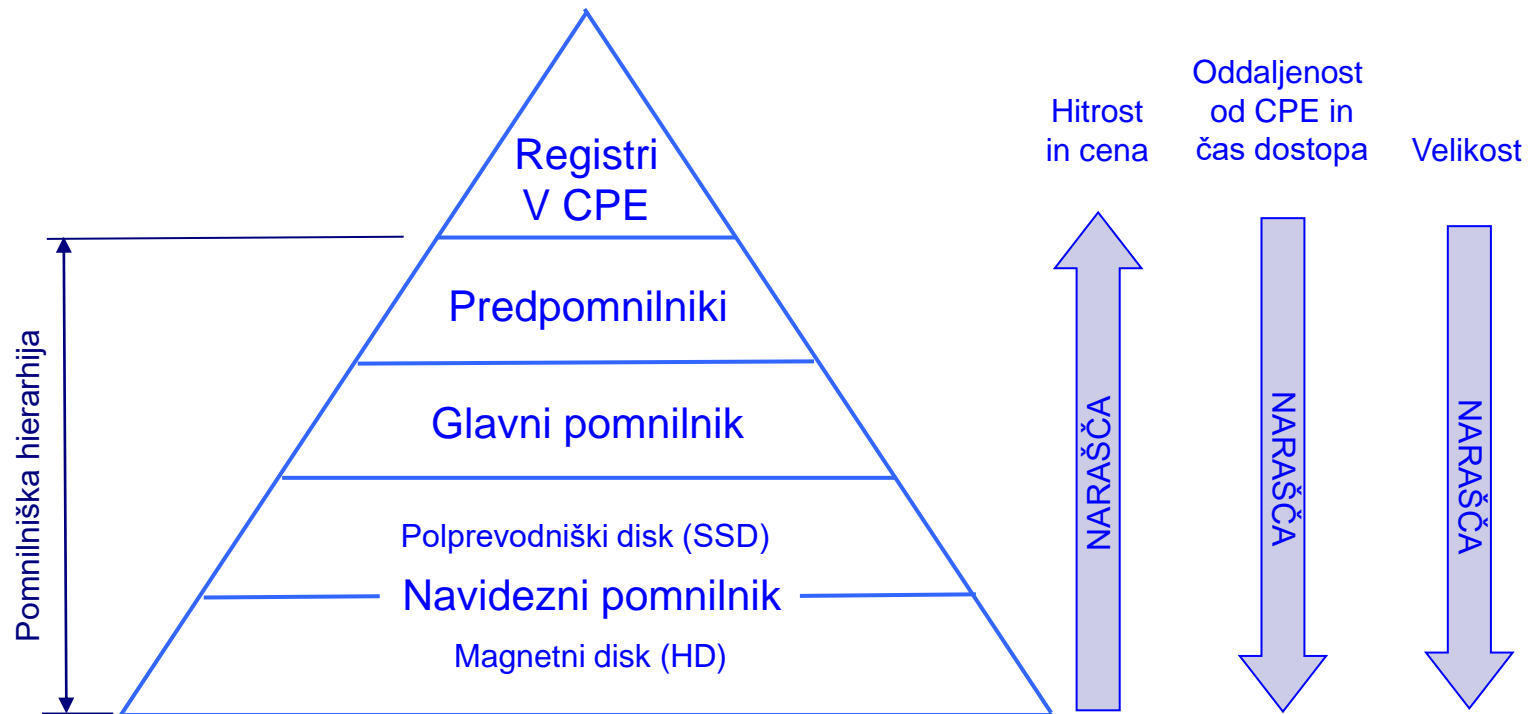 Registri
V CPE
Predpomnilniki
Glavni pomnilnik
Polprevodniški disk (SSD)
Navidezni pomnilnik
Magnetni disk (HD)
Pomnilniška hierarhija
Hitrost
in cena
NARAŠČA
Oddaljenost
od CPE in
čas dostopa
NARAŠČA
Velikost
NARAŠČA